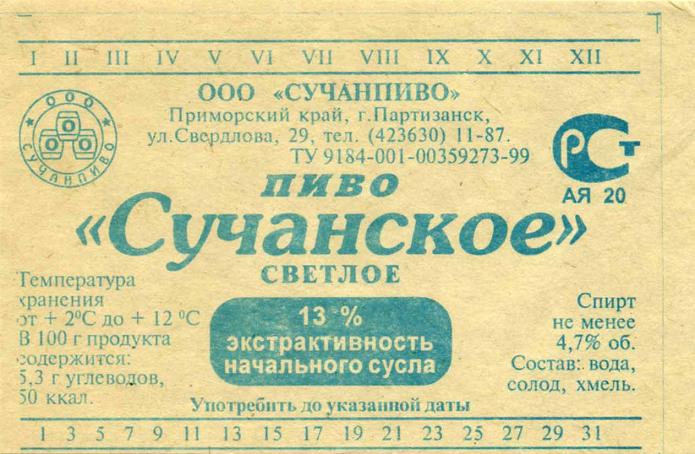 I II III IV V VI VII VIII IX X XI XII
ООО «СУЧАНПИВО»
Приморский край, г.Партизанск,
ул.Свердлова, 29, тел. (423630) 11-87.
ТУ 9184-001-00359273-99
ООО
СУЧАНПИВО
РСТ
АЯ 20
пиво
«Сучанское»
СВЕТЛОЕ
Температура
хранения
от + 2⁰С до + 12 ⁰С
В 100 г продукта
содержится:
5,3 г углеводов,
50 ккал.
13 %
экстрактивность
начального сусла
Спирт
не менее
4,7% об.
Состав: вода,
солод, хмель.
Употребить до указанной даты
1 3 5 7 9 11 13 15 17 19 21 23 25 27 29 31